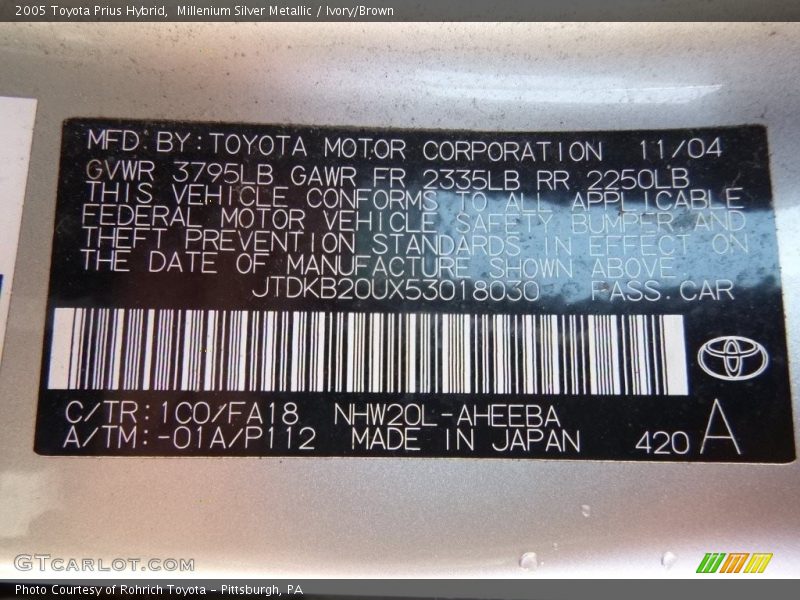 2005 Toyota Prius Hybrid,  Millenium Silver Metallic / Ivory/Brown
MFD. BY: TOYOTA MOTOR CORPORATION 11/04
GVWR 3795LB GAWR FR 2335LB RR 2250LB
THIS VEHICLE CONFORMS TO ALL APPLICABLE
FEDERAL MOTOR VEHICLE SAFETY BUMPER AND
THEFT PREVENTION STANDARDS IN EFFECT ON
THE DATE OF MANUFACTURE SHOWN ABOVE
JTDKB20UX53018030 PASS. CAR
C/TR: 1C0/FA18 NHW20L-AHEEBA
A/TM: -01A/P112 MADE IN JAPAN 420 A
GTCARLOT.COM
Photo Courtesy of Rohrich Toyota - Pittsburgh, PA